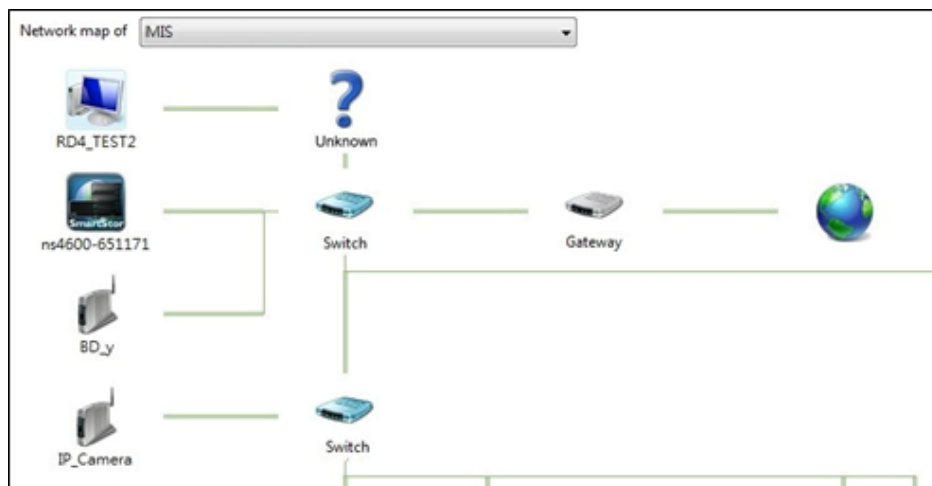 Network map of MIS
RD4_TEST2
Unknown
SmartStor
ns4600-651171
Switch
Gateway
BD_y
IP_Camera
Switch